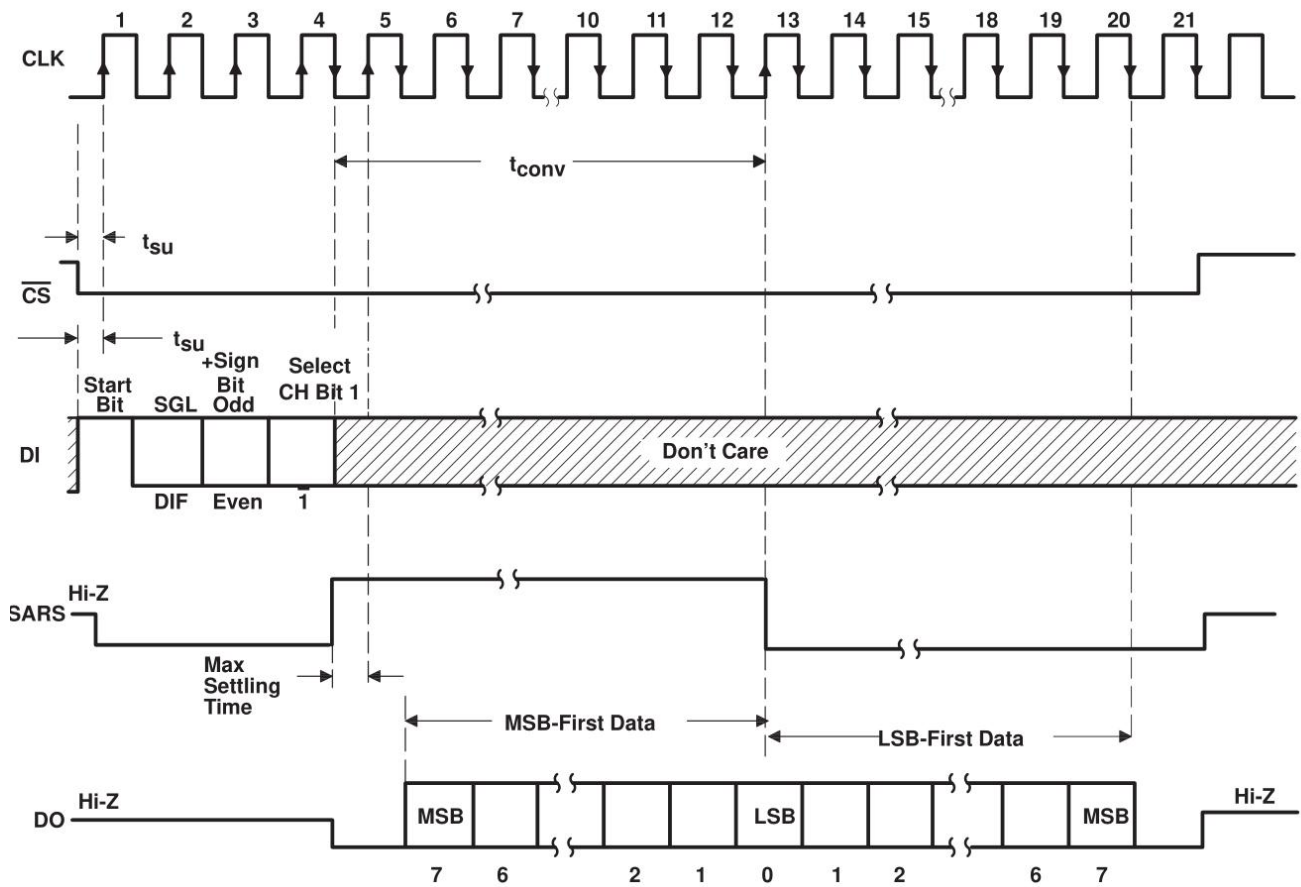 1 2 3 4 5 6 7 10 11 12 13 14 15 18 19 20 21
CLK
tconv
tsu
CS
tsu
+Sign
Bit
Odd
Select
CH Bit 1
Start
Bit
SGL
DI
Don't Care
DIF Even 1
Hi-Z
SARS
Max
Settling
Time
MSB-First Data
LSB-First Data
Hi-Z
Hi-Z
DO
MSB LSB MSB
7 6 2 1 0 1 2 6 7